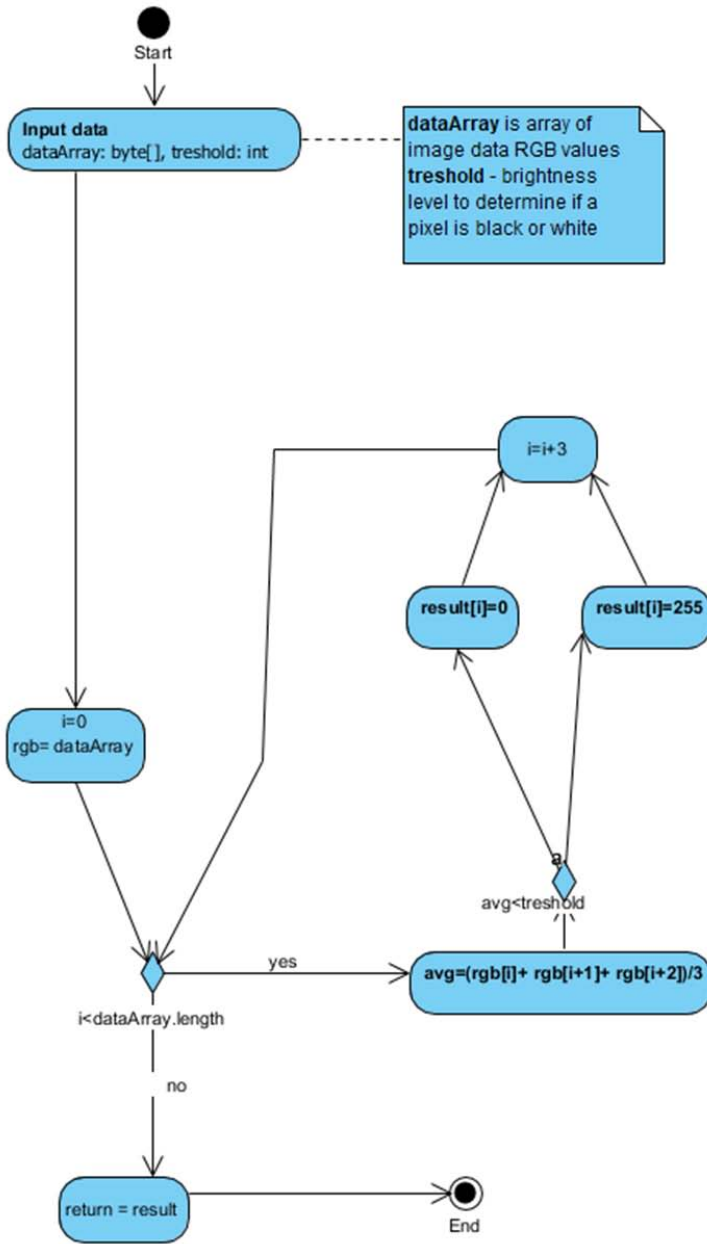 Start
Input data
dataArray: byte[], treshold: int
dataArray is array of
image data RGB values
treshold - brightness
level to determine if a
pixel is black or white
i=i+3
result[i]=0
result[i]=255
i=0
rgb= dataArray
a.
avg<treshold
yes
avg=(rgb[i]+ rgb[i+1]+ rgb[i+2])/3
i<dataArray.length
no
return = result
End